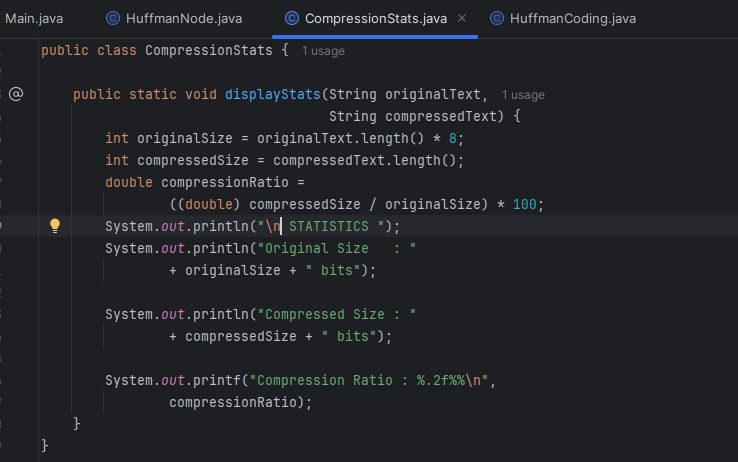 Main.java HuffmanNode.java CompressionStats.java × HuffmanCoding.java
public class CompressionStats { 1 usage
public static void displayStats(String originalText, 1 usage
String compressedText) {
int originalSize = originalText.length() * 8;
int compressedSize = compressedText.length();
double compressionRatio =
((double) compressedSize / originalSize) * 100;
System.out.println("\n STATISTICS ");
System.out.println("Original Size   : "
+ originalSize + " bits");
System.out.println("Compressed Size : "
+ compressedSize + " bits");
System.out.printf("Compression Ratio : %.2f%%\n",
compressionRatio);
}
}